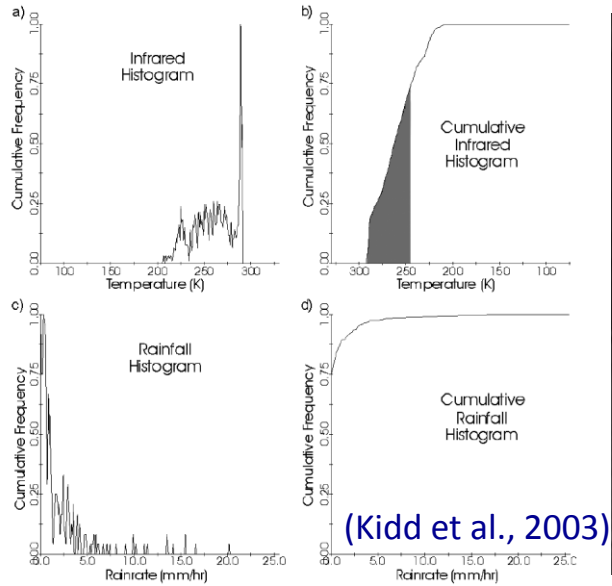 a)
Infrared
Histogram
Cumulative Frequency
0.00 0.25 0.50 0.75 1.00
100 150 200 250 300
Temperature (K)
b)
Cumulative
Infrared
Histogram
Cumulative Frequency
0.00 0.25 0.50 0.75 1.00
300 250 200 150 100
Temperature (K)
c)
Rainfall
Histogram
Cumulative Frequency
0.00 0.25 0.50 0.75 1.00
0.0 5.0 10.0 15.0 20.0 25.0
Rainrate (mm/hr)
d)
Cumulative
Rainfall
Histogram
Cumulative Frequency
0.00 0.25 0.50 0.75 1.00
0.0 5.0 10.0 15.0 20.0 25.0
Rainrate (mm/hr)
(Kidd et al., 2003)